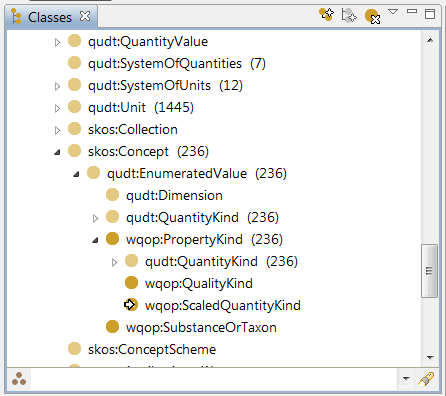 Classes
qudt:QuantityValue
qudt:SystemOfQuantities (7)
qudt:SystemOfUnits (12)
qudt:Unit (1445)
skos:Collection
skos:Concept (236)
qudt:EnumeratedValue (236)
qudt:Dimension
qudt:QuantityKind (236)
wqop:PropertyKind (236)
qudt:QuantityKind (236)
wqop:QualityKind
wqop:ScaledQuantityKind
wqop:SubstanceOrTaxon
skos:ConceptScheme